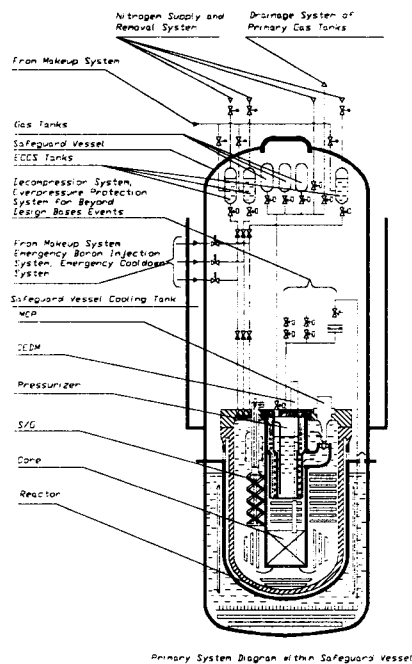 Nitrogen Supply and
Removal System
Drainage System of
Primary Gas Tanks
From Makeup System
Gas Tanks
Safeguard Vessel
ECCS Tanks
Decompression System,
Overpressure Protection
System for Beyond
Design Bases Events
From Makeup System
Emergency Boron Injection
System, Emergency Cooldown
System
Safeguard Vessel Cooling Tank
MCP
CEDM
Pressurizer
S/G
Core
Reactor
Primary System Diagram within Safeguard Vessel